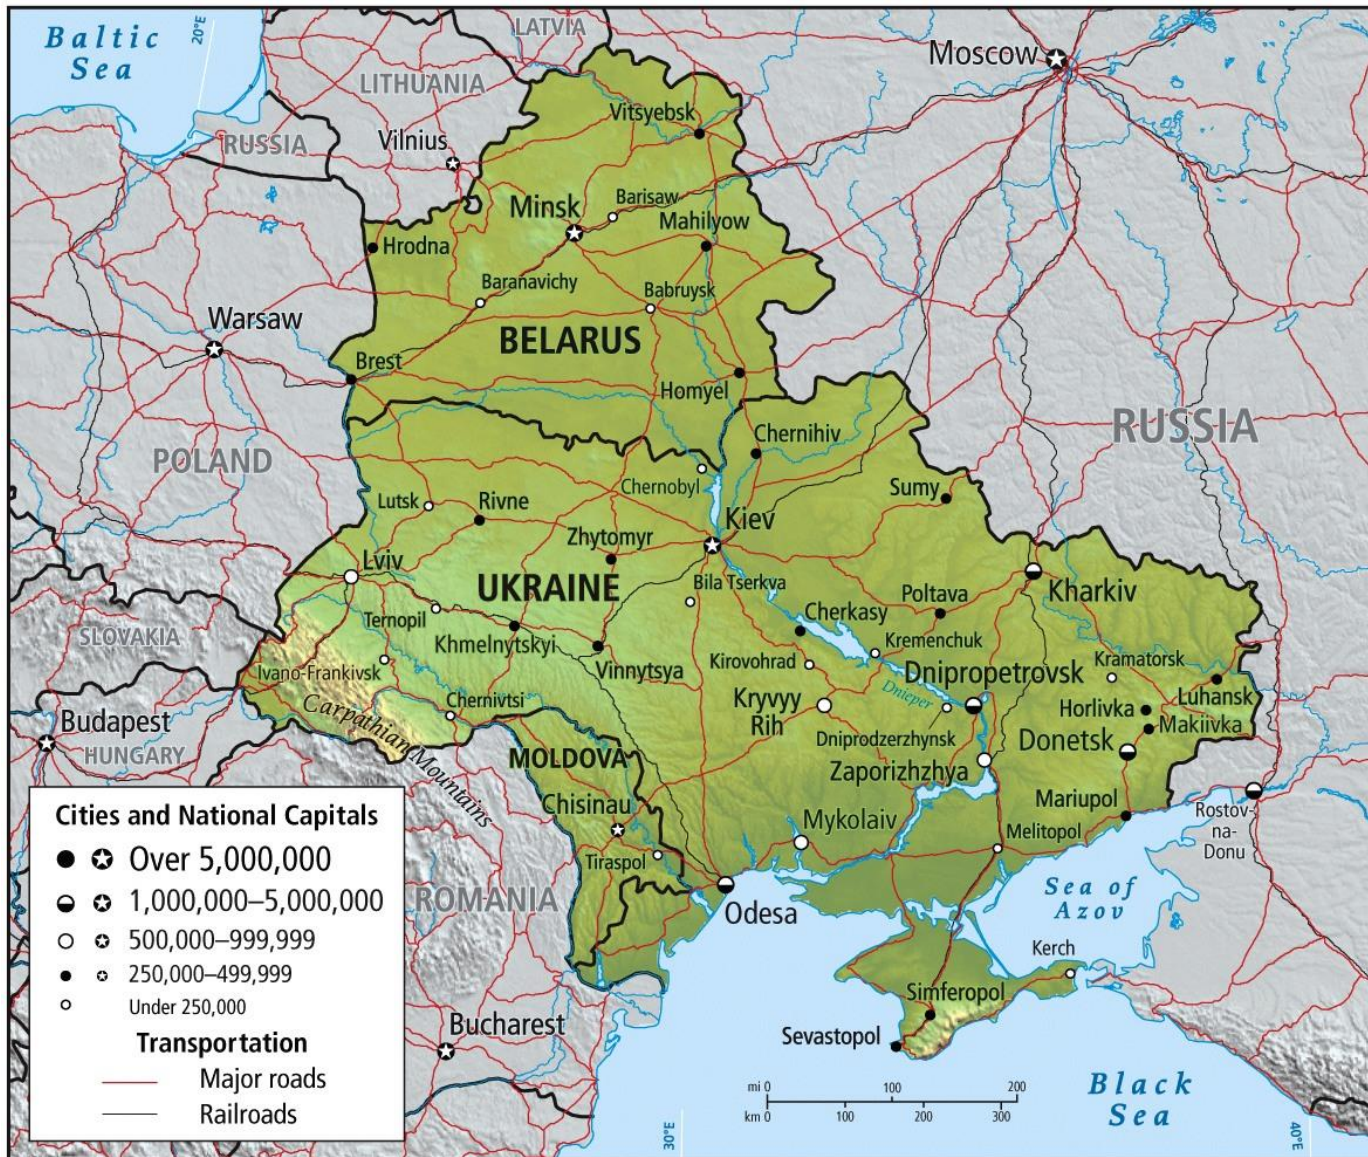 Baltic
Sea
20°E
LATVIA
LITHUANIA
Moscow
RUSSIA
Vilnius
Vitsyebsk
Minsk
Barisaw
Mahilyow
Hrodna
Baranavichy
Babruysk
Warsaw
BELARUS
Brest
Homyel
RUSSIA
POLAND
Chernihiv
Chernobyl
Sumy
Lutsk
Rivne
Kiev
Zhytomyr
Lviv
UKRAINE
Bila Tserkva
Kharkiv
Poltava
Ternopil
Cherkasy
SLOVAKIA
Khmelnytskyi
Kremenchuk
Ivano-Frankivsk
Vinnytsya
Kirovohrad
Dnipropetrovsk
Kramatorsk
Chernivtsi
Kryvyy
Rih
Dnieper
Luhansk
Carpathian Mountains
Horlivka
Budapest
Makiivka
HUNGARY
MOLDOVA
Dniprodzerzhynsk
Donetsk
Zaporizhzhya
Chisinau
Mariupol
Mykolaiv
Melitopol
Rostov-
na-
Donu
Tiraspol
ROMANIA
Odesa
Sea of
Azov
Kerch
Simferopol
Bucharest
Sevastopol
Black
Sea
Cities and National Capitals
Over 5,000,000
1,000,000–5,000,000
500,000–999,999
250,000–499,999
Under 250,000
Transportation
Major roads
Railroads
mi 0 100 200
km 0 100 200 300
30°E
40°E